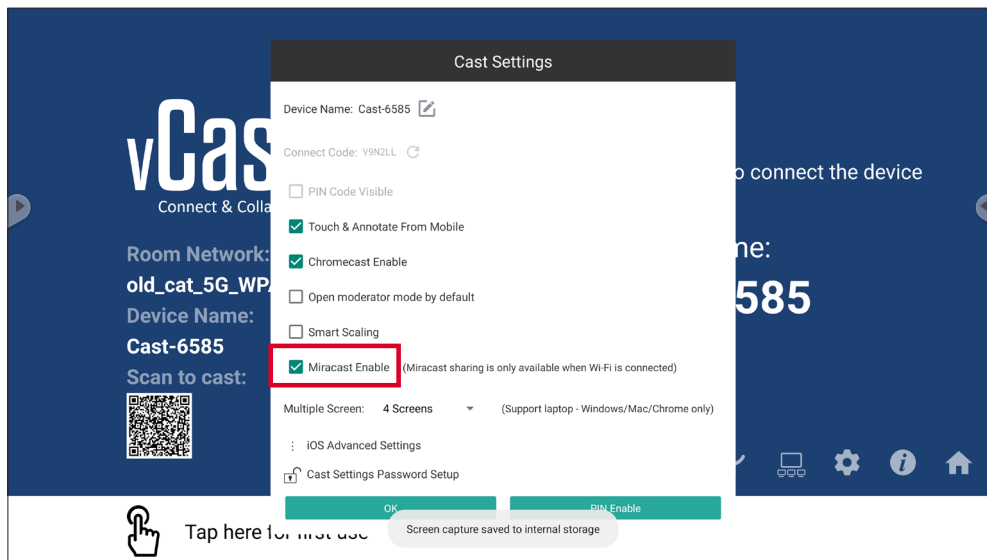 Cast Settings
Device Name: Cast-6585
Connect Code: V9N2LL
PIN Code Visible
Touch & Annotate From Mobile
Chromecast Enable
Open moderator mode by default
Smart Scaling
Miracast Enable (Miracast sharing is only available when Wi-Fi is connected)
Multiple Screen: 4 Screens (Support laptop - Windows/Mac/Chrome only)
iOS Advanced Settings
Cast Settings Password Setup
OK PIN Enable
Screen capture saved to internal storage
vCas
Connect & Colla
Room Network:
old_cat_5G_WP
Device Name:
Cast-6585
Scan to cast:
o connect the device
me:
585
Tap here for first use